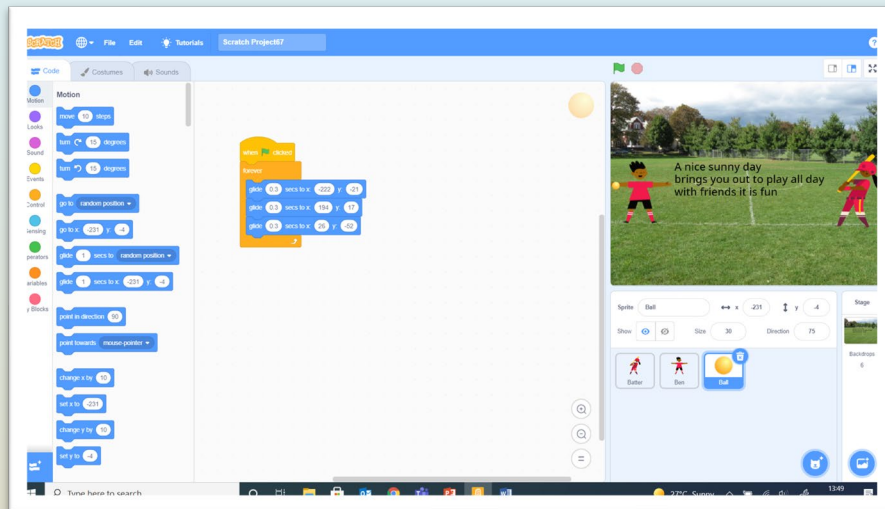 SCRATCH File Edit Tutorials Scratch Project67
Code Costumes Sounds
Motion
Looks
Sound
Events
Control
Sensing
perators
ariables
y Blocks
Motion
move 10 steps
turn 15 degrees
turn 15 degrees
go to random position
go to x: -231 y: -4
glide 1 secs to random position
glide 1 secs to x: -231 y: -4
point in direction 90
point towards mouse-pointer
change x by 10
set x to -231
change y by 10
set y to -4
when clicked
forever
glide 0.3 secs to x: -222 y: -21
glide 0.3 secs to x: 194 y: 17
glide 0.3 secs to x: 26 y: -52
A nice sunny day
brings you out to play all day
with friends it is fun
Sprite Ball x -231 y -4
Show Size 30 Direction 75
Batter Ben Ball
Stage
Backdrops
6
Type here to search
27°C Sunny 13:49